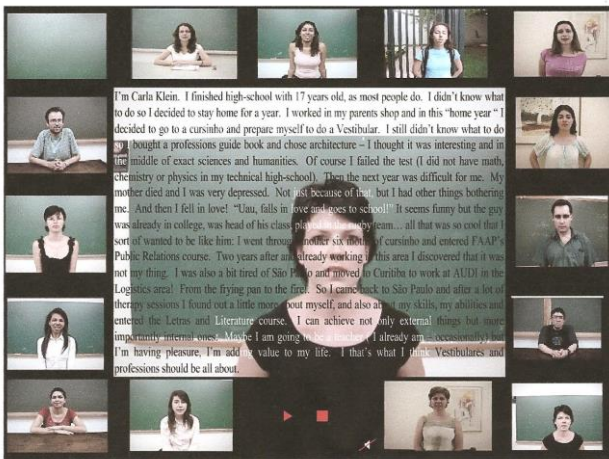 I'm Carla Klein. I finished high-school with 17 years old, as most people do. I didn't know what
to do so I decided to stay home for a year. I worked in my parents shop and in this "home year " I
decided to go to a cursinho and prepare myself to do a Vestibular. I still didn't know what to do
so I bought a professions guide book and chose architecture – I thought it was interesting and in
the middle of exact sciences and humanities. Of course I failed the test (I did not have math,
chemistry or physics in my technical high-school). Then the next year was difficult for me. My
mother died and I was very depressed. Not just because of that, but I had other things bothering
me. And then I fell in love! "Uau, falls in love and goes to school!" It seems funny but the guy
was already in college, was head of his class, played in the rugby team… all that was so cool that I
sort of wanted to be like him: I went through another six months of cursinho and entered FAAP's
Public Relations course. Two years after and already working in this area I discovered that it was
not my thing. I was also a bit tired of São Paulo and moved to Curitiba to work at AUDI in the
Logistics area! From the frying pan to the fire! So I came back to São Paulo and after a lot of
therapy sessions I found out a little more about myself, and also about my skills, my abilities and
entered the Letras and Literature course. I can achieve not only external things but more
importantly internal ones. Maybe I am going to be a teacher ( I already am – occasionally) but
I'm having pleasure, I'm adding value to my life. I that's what I think Vestibulares and
professions should be all about.